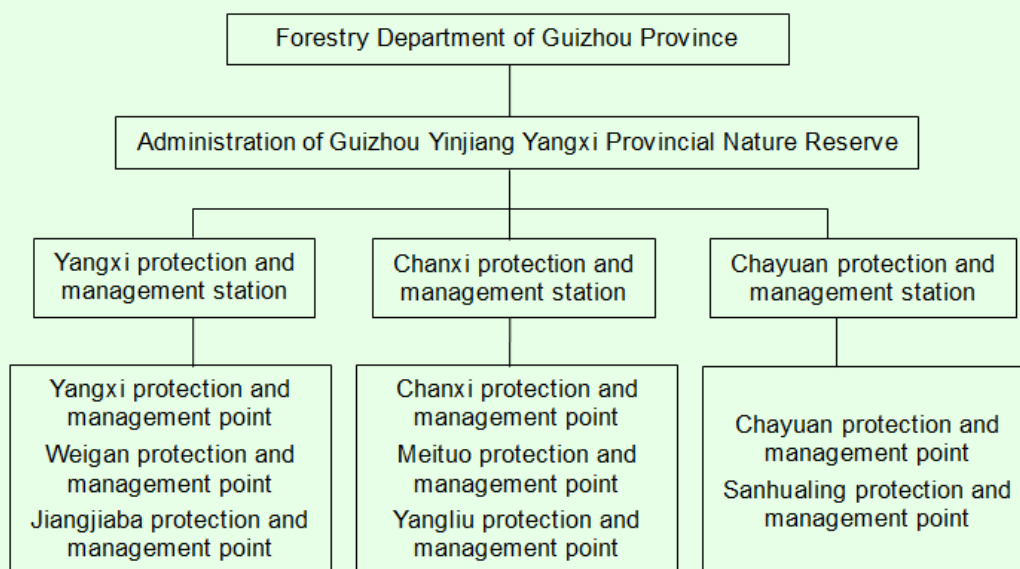 Forestry Department of Guizhou Province
Administration of Guizhou Yinjiang Yangxi Provincial Nature Reserve
Yangxi protection and
management station
Chanxi protection and
management station
Chayuan protection and
management station
Yangxi protection and
management point
Weigan protection and
management point
Jiangjiaba protection and
management point
Chanxi protection and
management point
Meituo protection and
management point
Yangliu protection and
management point
Chayuan protection and
management point
Sanhualing protection and
management point